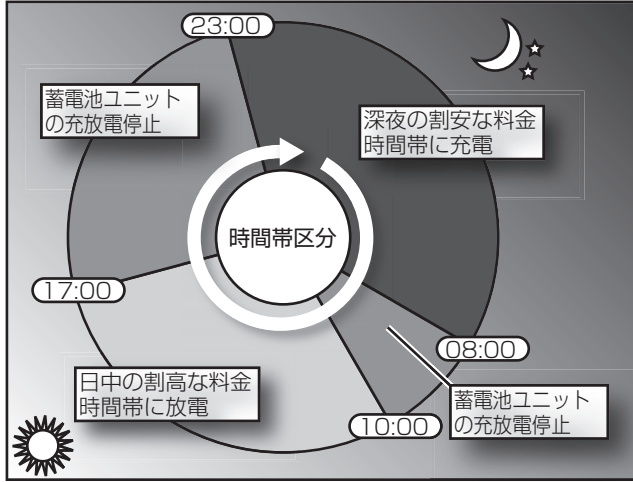 23:00
蓄電池ユニット
の充放電停止
深夜の割安な料金
時間帯に充電
時間帯区分
17:00
08:00
日中の割高な料金
時間帯に放電
蓄電池ユニット
の充放電停止
10:00